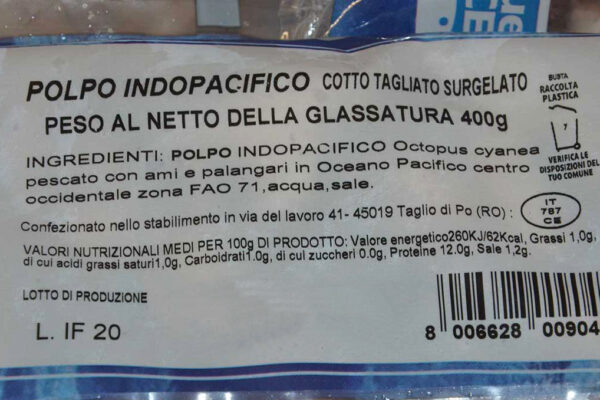 POLPO INDOPACIFICO COTTO TAGLIATO SURGELATO
PESO AL NETTO DELLA GLASSATURA 400g
BUSTA
RACCOLTA
PLASTICA
7
VERIFICA LE
DISPOSIZIONI DEL
TUO COMUNE
INGREDIENTI: POLPO INDOPACIFICO Octopus cyanea
pescato con ami e palangari in Oceano Pacifico centro
occidentale zona FAO 71,acqua,sale.
Confezionato nello stabilimento in via del lavoro 41- 45019 Taglio di Po (RO) :
IT
787
CE
VALORI NUTRIZIONALI MEDI PER 100g DI PRODOTTO: Valore energetico260KJ/62Kcal, Grassi 1,0g,
di cui acidi grassi saturi1,0g, Carboidrati1.0g, di cui zuccheri 0.0g, Proteine 12.0g, Sale 1,2g.
LOTTO DI PRODUZIONE
L. IF 20
8 006628 00904